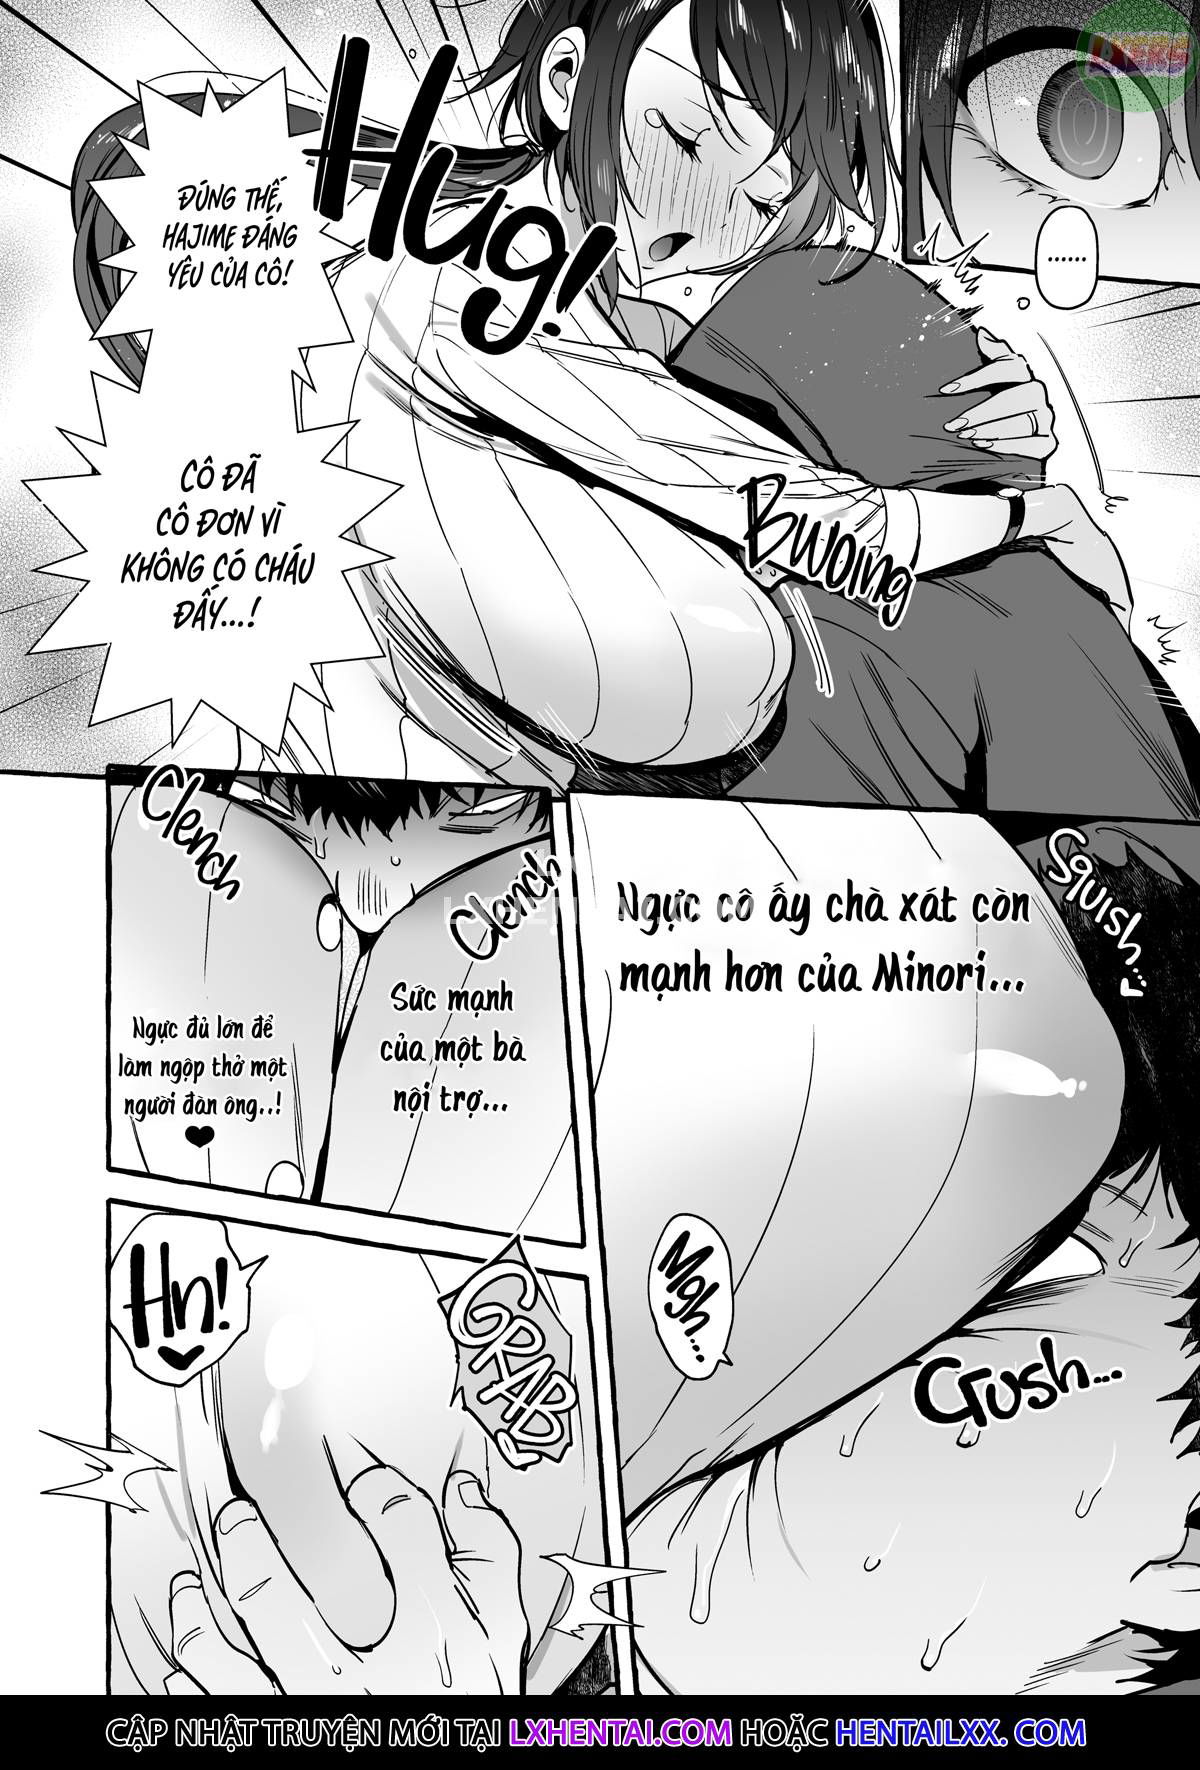 ĐÚNG THẾ,
HAJIME ĐÁNG
YÊU CỦA CÔ!
Hug!
......
CÔ ĐÃ
CÔ ĐƠN VÌ
KHÔNG CÓ CHÁU
ĐẤY...!
Bwoing
Squish...
Ngực cô ấy chà xát còn
mạnh hơn của Minori...
Clench
Clench
Sức mạnh
của một bà
nội trợ...
Ngực đủ lớn để
làm ngộp thở một
người đàn ông..!
Mgh...
Crush...
Hn!
GRAB
CẬP NHẬT TRUYỆN MỚI TẠI LXHENTAI.COM HOẶC HENTAILXX. COM